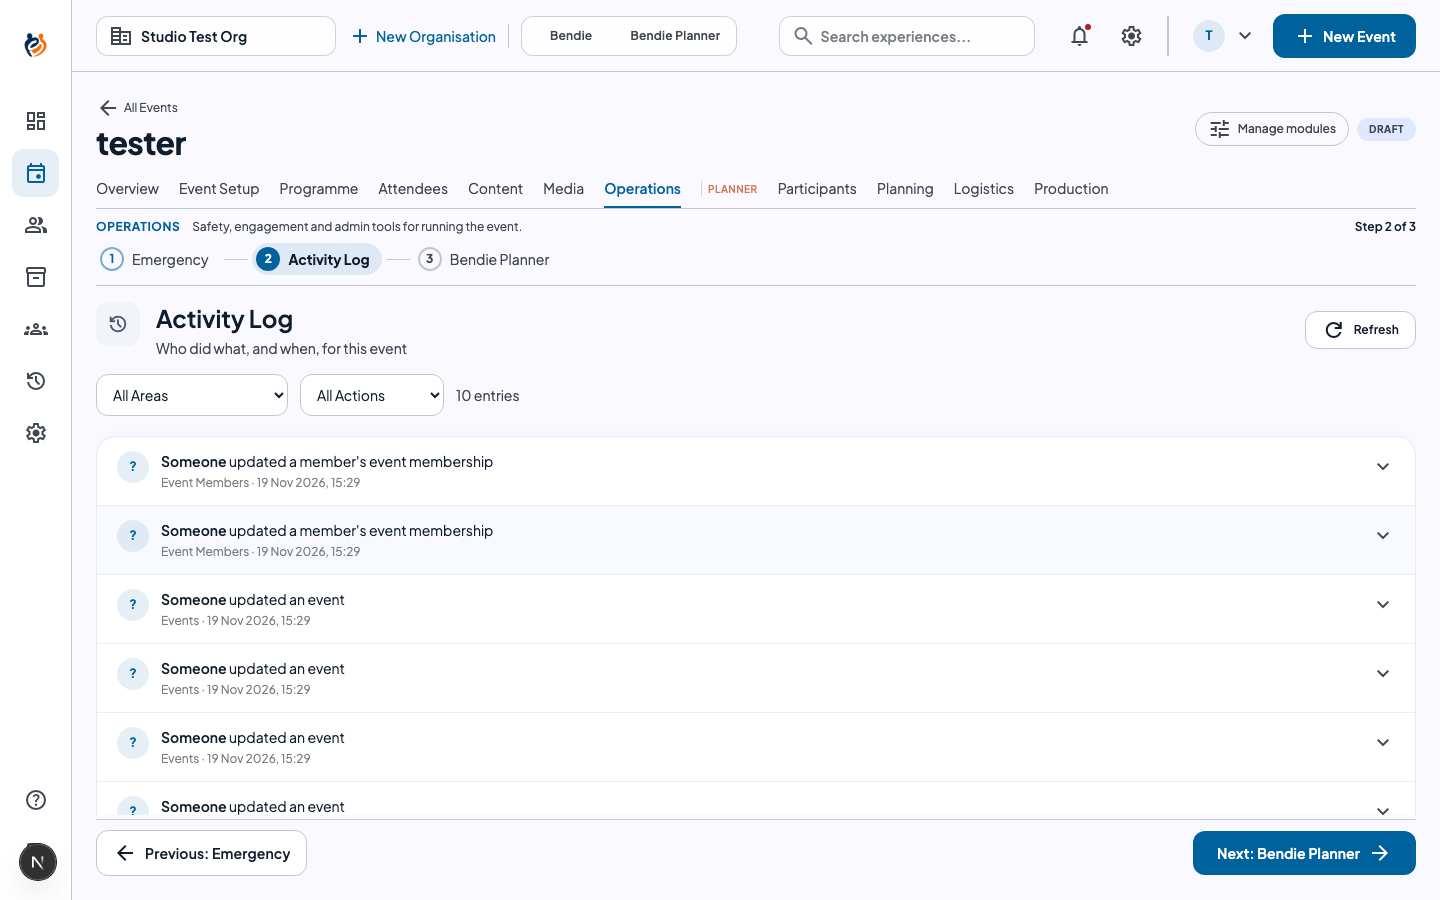 Studio Test Org
New Organisation
Bendie
Bendie Planner
Search experiences...
T
New Event
All Events
tester
Manage modules
DRAFT
Overview
Event Setup
Programme
Attendees
Content
Media
Operations
PLANNER
Participants
Planning
Logistics
Production
OPERATIONS
Safety, engagement and admin tools for running the event.
Step 2 of 3
1
Emergency
2
Activity Log
3
Bendie Planner
Activity Log
Who did what, and when, for this event
Refresh
All Areas
All Actions
10 entries
?
Someone updated a member's event membership
Event Members · 19 Nov 2026, 15:29
?
Someone updated a member's event membership
Event Members · 19 Nov 2026, 15:29
?
Someone updated an event
Events · 19 Nov 2026, 15:29
?
Someone updated an event
Events · 19 Nov 2026, 15:29
?
Someone updated an event
Events · 19 Nov 2026, 15:29
?
Someone updated an event
Previous: Emergency
Next: Bendie Planner
N